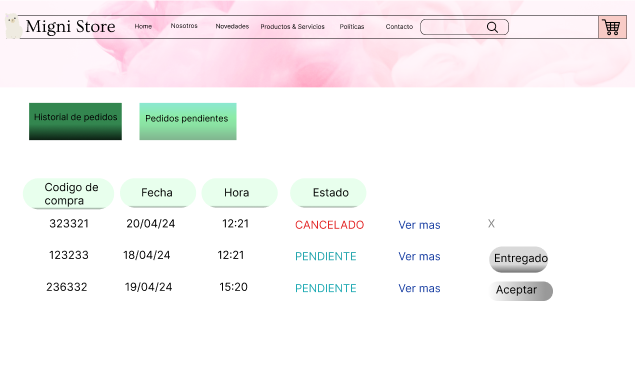 Migni Store Home Nosotros Novedades Productos & Servicios Políticas Contacto
Historial de pedidos Pedidos pendientes
Codigo de compra Fecha Hora Estado
323321 20/04/24 12:21 CANCELADO Ver mas X
123233 18/04/24 12:21 PENDIENTE Ver mas Entregado
236332 19/04/24 15:20 PENDIENTE Ver mas Aceptar